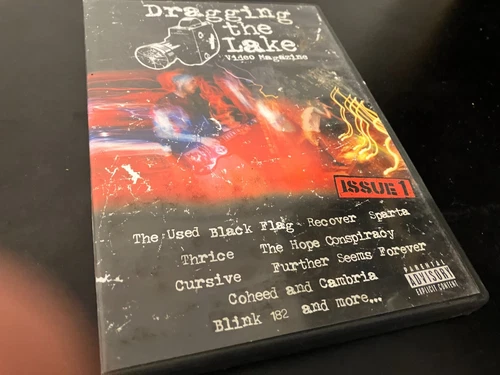 Dragging
the
Lake
Video Magazine
ISSUE 1
The Used Black Flag Recover Sparta
Thrice The Hope Conspiracy
Cursive Further Seems Forever
Coheed and Cambria
Blink 182 and more...
PARENTAL
ADVISORY
EXPLICIT CONTENT